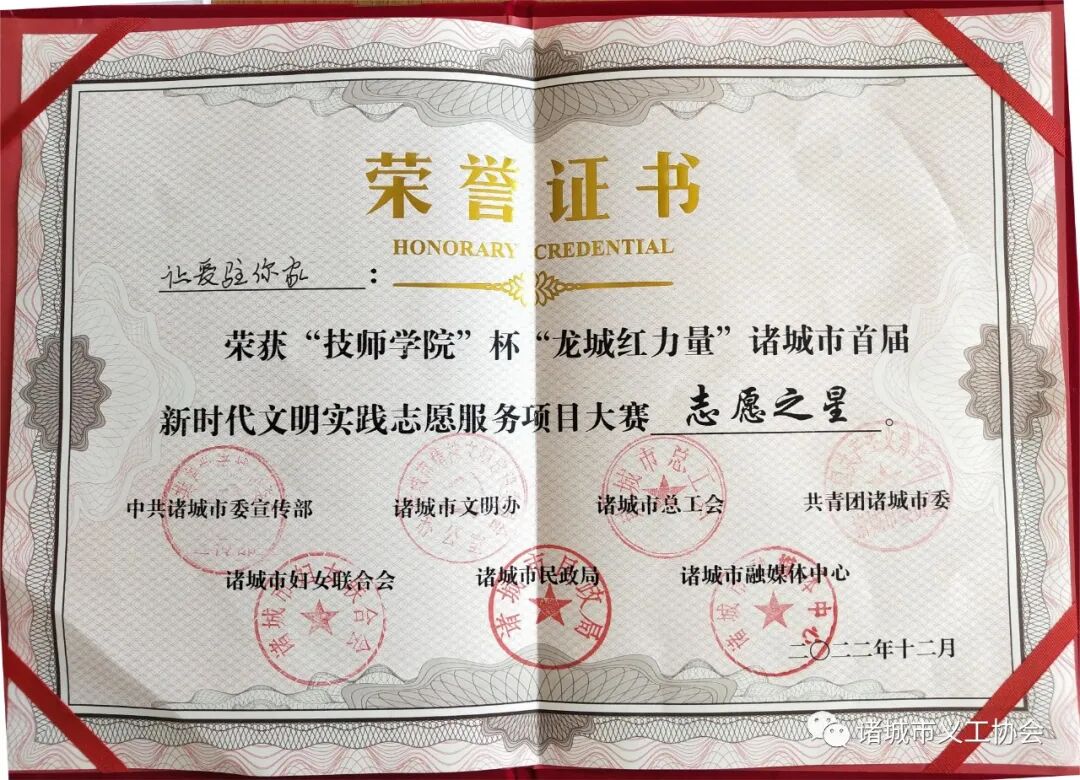 荣誉证书
HONORARY CREDENTIAL
让爱驻你家：
荣获“技师学院”杯“龙城红力量”诸城市首届
新时代文明实践志愿服务项目大赛 志愿之星。
中共诸城市委宣传部 诸城市文明办 诸城市总工会 共青团诸城市委
诸城市妇女联合会 诸城市民政局 诸城市融媒体中心
二〇二二年十二月
诸城市义工协会